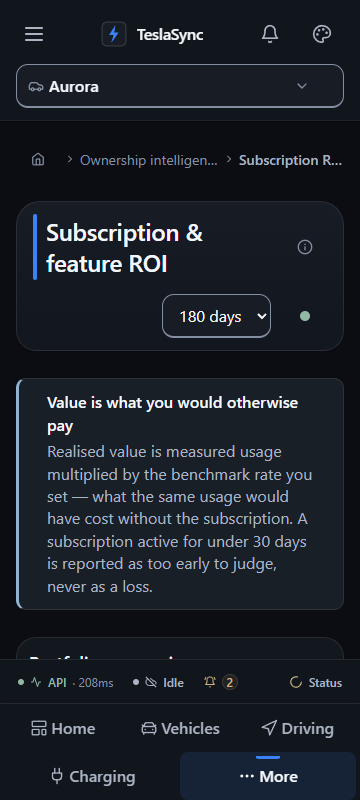 TeslaSync
Aurora
Ownership intelligen... Subscription R...
Subscription &
feature ROI
180 days
Value is what you would otherwise
pay
Realised value is measured usage
multiplied by the benchmark rate you
set — what the same usage would
have cost without the subscription. A
subscription active for under 30 days
is reported as too early to judge,
never as a loss.
API · 208ms Idle 2 Status
Home Vehicles Driving
Charging More